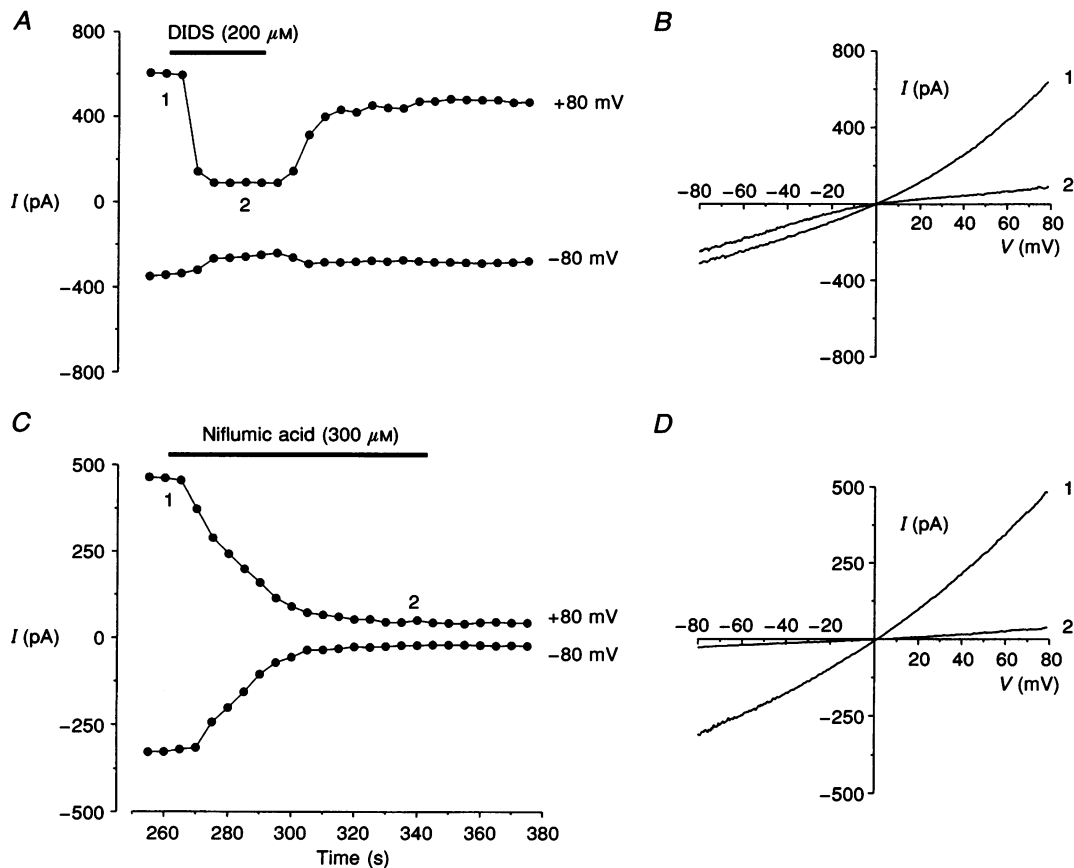 A
DIDS (200 μM)
800
400
0
−400
−800
I (pA)
1
2
+80 mV
−80 mV
B
800
400
−400
−800
I (pA)
−80 −60 −40 −20
20 40 60 80
V (mV)
1
2
C
Niflumic acid (300 μM)
500
250
0
−250
−500
I (pA)
1
2
+80 mV
−80 mV
260 280 300 320 340 360 380
Time (s)
D
500
250
−250
−500
I (pA)
−80 −60 −40 −20
20 40 60 80
V (mV)
1
2